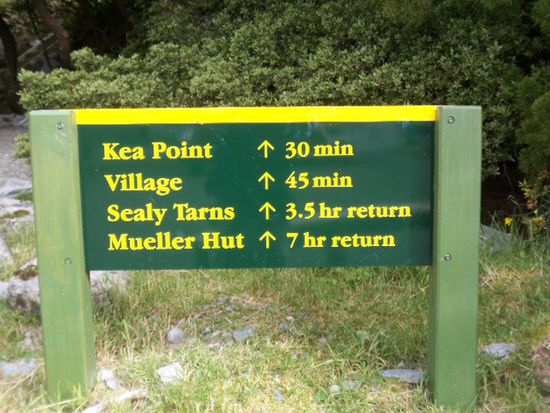 Kea Point ↑ 30 min
Village ↑ 45 min
Sealy Tarns ↑ 3.5 hr return
Mueller Hut ↑ 7 hr return